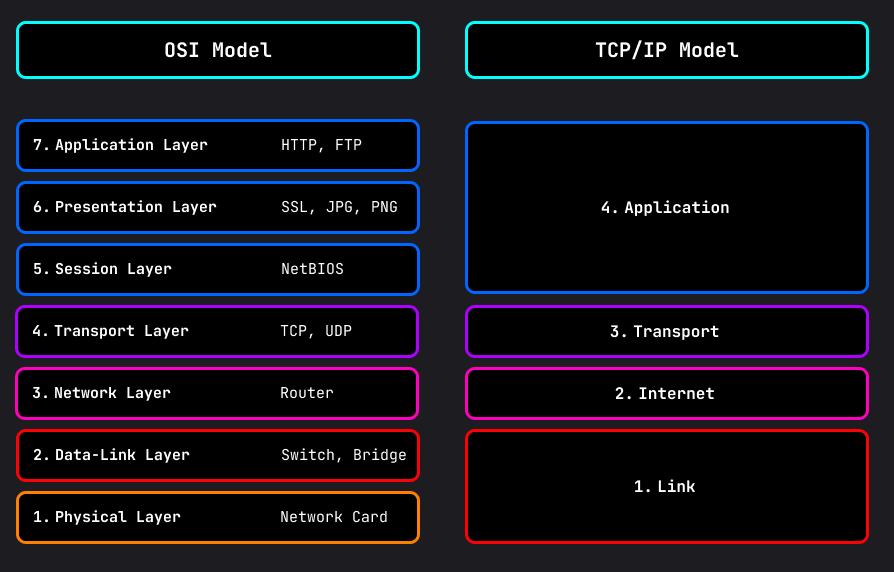 OSI Model
TCP/IP Model
7. Application Layer HTTP, FTP
6. Presentation Layer SSL, JPG, PNG
5. Session Layer NetBIOS
4. Transport Layer TCP, UDP
3. Network Layer Router
2. Data-Link Layer Switch, Bridge
1. Physical Layer Network Card
4. Application
3. Transport
2. Internet
1. Link